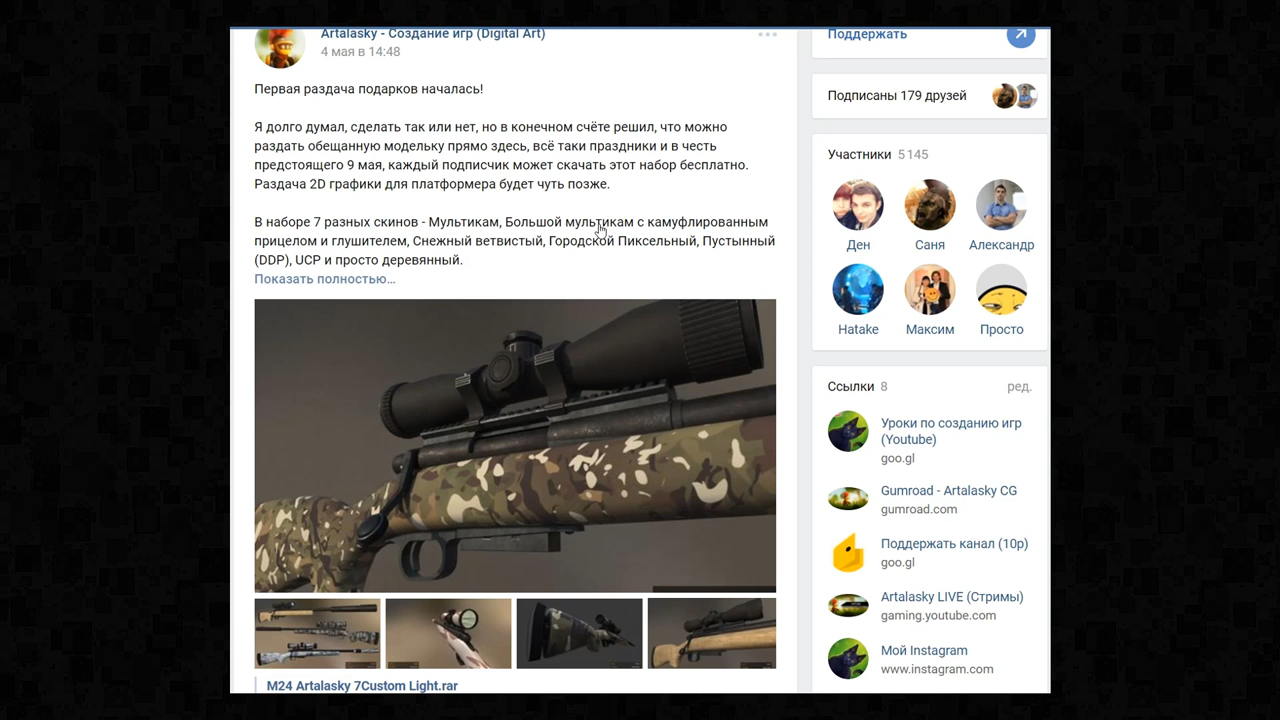 Artalasky - Создание игр (Digital Art)
4 мая в 14:48
Первая раздача подарков началась!
Я долго думал, сделать так или нет, но в конечном счёте решил, что можно
раздать обещанную модельку прямо здесь, всё таки праздники и в честь
предстоящего 9 мая, каждый подписчик может скачать этот набор бесплатно.
Раздача 2D графики для платформера будет чуть позже.
В наборе 7 разных скинов - Мультикам, Большой мультикам с камуфлированным
прицелом и глушителем, Снежный ветвистый, Городской Пиксельный, Пустынный
(DDP), UCP и просто деревянный.
Показать полностью…
M24 Artalasky 7Custom Light.rar
Поддержать
Подписаны 179 друзей
Участники 5 145
Ден Саня Александр
Hatake Максим Просто
Ссылки 8 ред.
Уроки по созданию игр
(Youtube)
goo.gl
Gumroad - Artalasky CG
gumroad.com
Поддержать канал (10р)
goo.gl
Artalasky LIVE (Стримы)
gaming.youtube.com
Мой Instagram
www.instagram.com